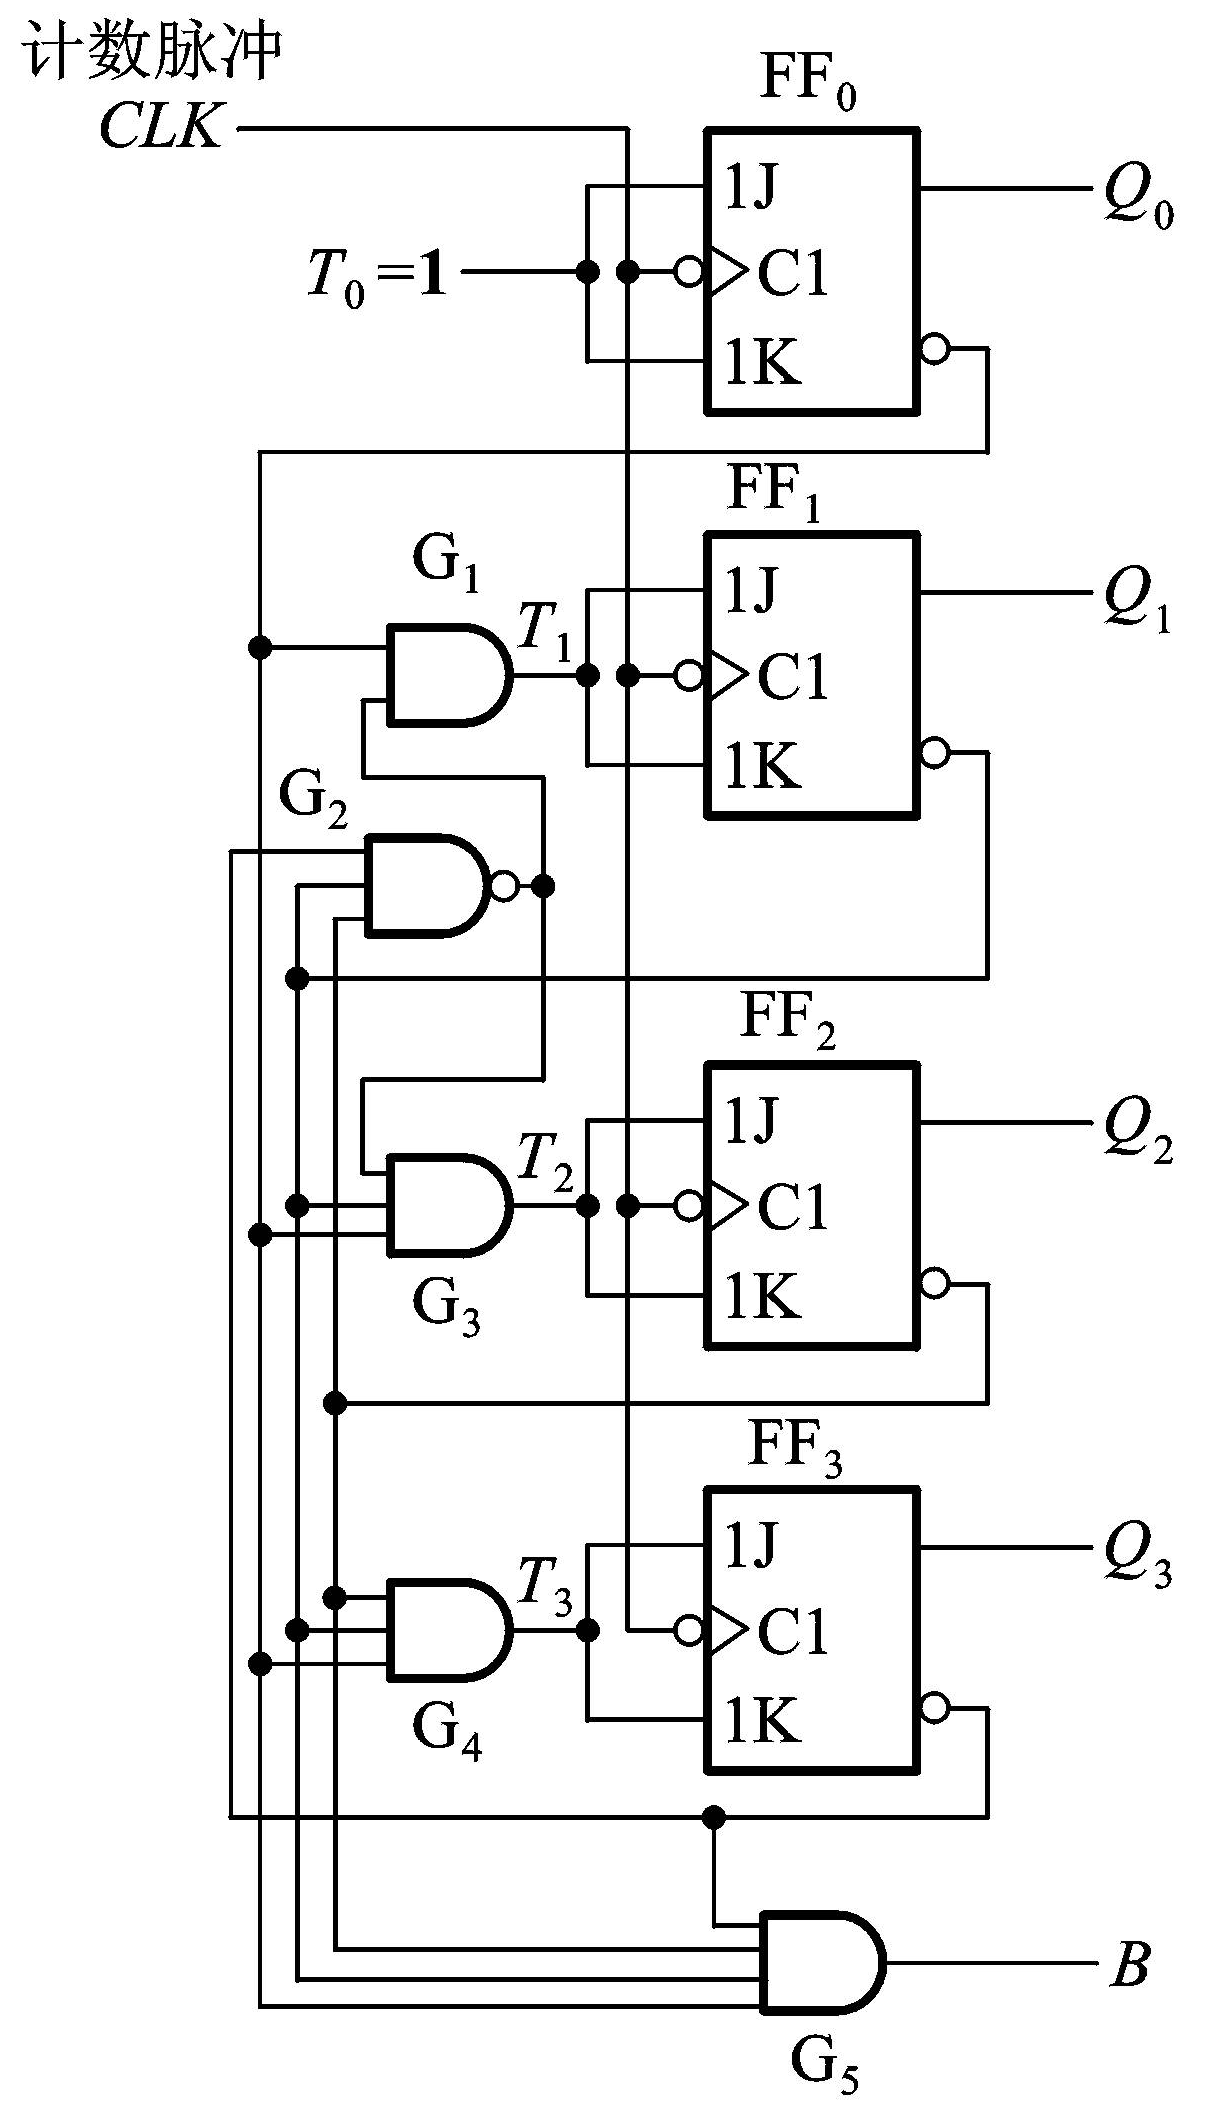 计数脉冲
CLK
FF₀
1J
Q₀
T₀=1
C1
1K
FF₁
G₁
1J
Q₁
T₁
C1
1K
G₂
FF₂
1J
Q₂
T₂
C1
1K
G₃
FF₃
1J
Q₃
T₃
C1
1K
G₄
B
G₅